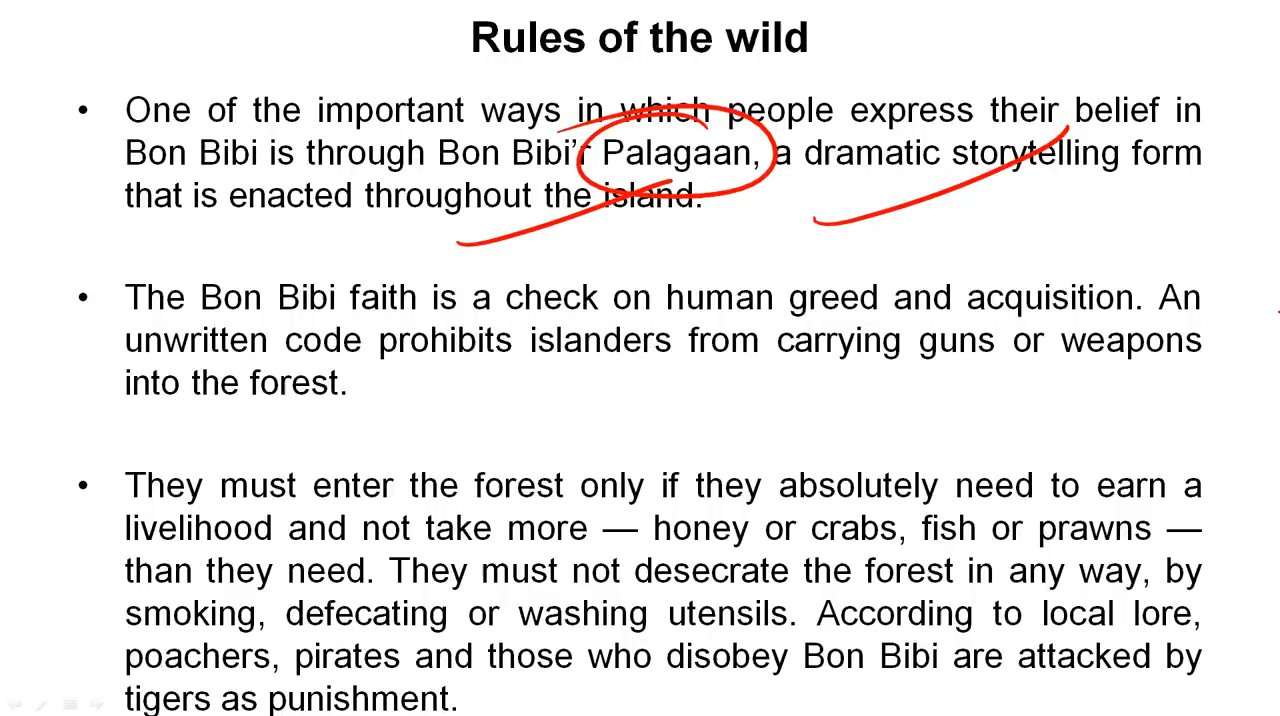 Rules of the wild
• One of the important ways in which people express their belief in
Bon Bibi is through Bon Bibi’r Palagaan, a dramatic storytelling form
that is enacted throughout the island.
• The Bon Bibi faith is a check on human greed and acquisition. An
unwritten code prohibits islanders from carrying guns or weapons
into the forest.
• They must enter the forest only if they absolutely need to earn a
livelihood and not take more — honey or crabs, fish or prawns —
than they need. They must not desecrate the forest in any way, by
smoking, defecating or washing utensils. According to local lore,
poachers, pirates and those who disobey Bon Bibi are attacked by
tigers as punishment.